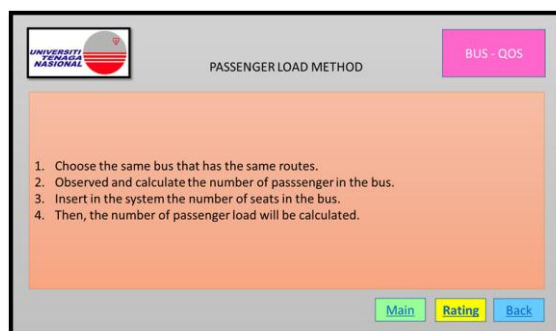 UNIVERSITI
TENAGA
NASIONAL
PASSENGER LOAD METHOD
BUS - QOS
1. Choose the same bus that has the same routes.
2. Observed and calculate the number of passsenger in the bus.
3. Insert in the system the number of seats in the bus.
4. Then, the number of passenger load will be calculated.
Main
Rating
Back